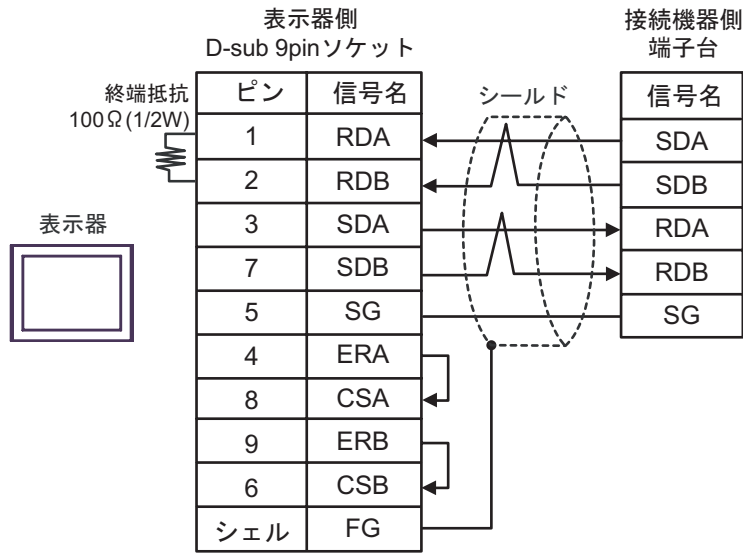 表示器側
D-sub 9pinソケット
接続機器側
端子台
終端抵抗
100Ω(1/2W)
表示器
ピン 信号名
1 RDA
2 RDB
3 SDA
7 SDB
5 SG
4 ERA
8 CSA
9 ERB
6 CSB
シェル FG
シールド
信号名
SDA
SDB
RDA
RDB
SG